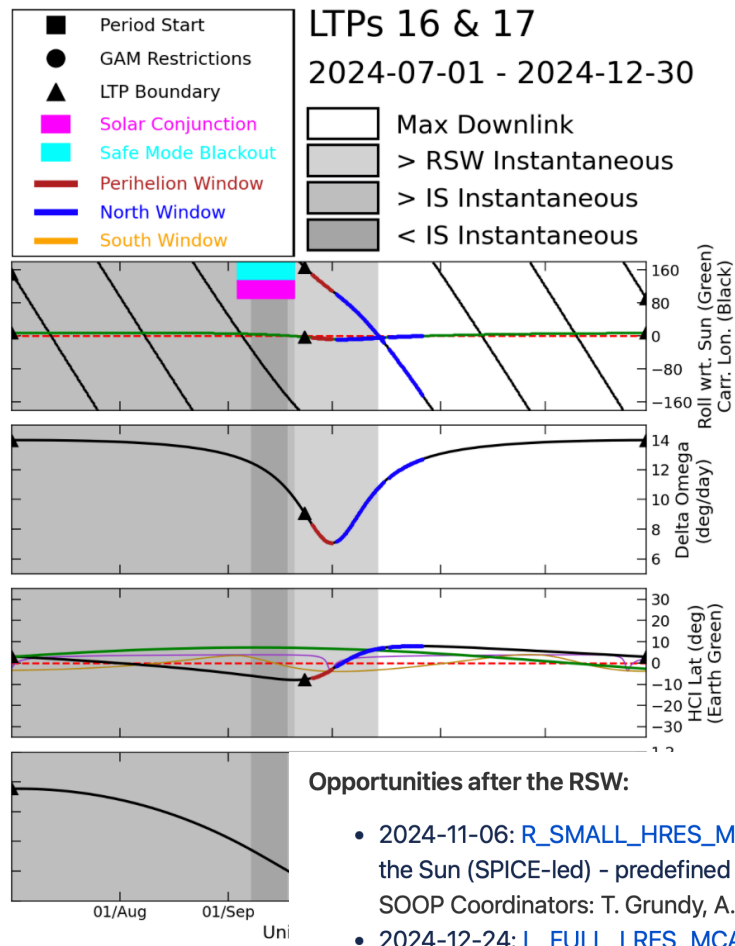 Period Start
GAM Restrictions
LTP Boundary
Solar Conjunction
Safe Mode Blackout
Perihelion Window
North Window
South Window
LTPs 16 & 17
2024-07-01 - 2024-12-30
Max Downlink
> RSW Instantaneous
> IS Instantaneous
< IS Instantaneous
160
80
0
−80
−160
Roll wrt. Sun (Green)
Carr. Lon. (Black)
14
12
10
8
6
Delta Omega
(deg/day)
30
20
10
0
−10
−20
−30
HCI Lat (deg)
(Earth Green)
01/Aug
01/Sep
Uni
Opportunities after the RSW:
• 2024-11-06: R_SMALL_HRES_M
the Sun (SPICE-led) - predefined
SOOP Coordinators: T. Grundy, A.
• 2024-12-24: L_FULL_LRES_MCA